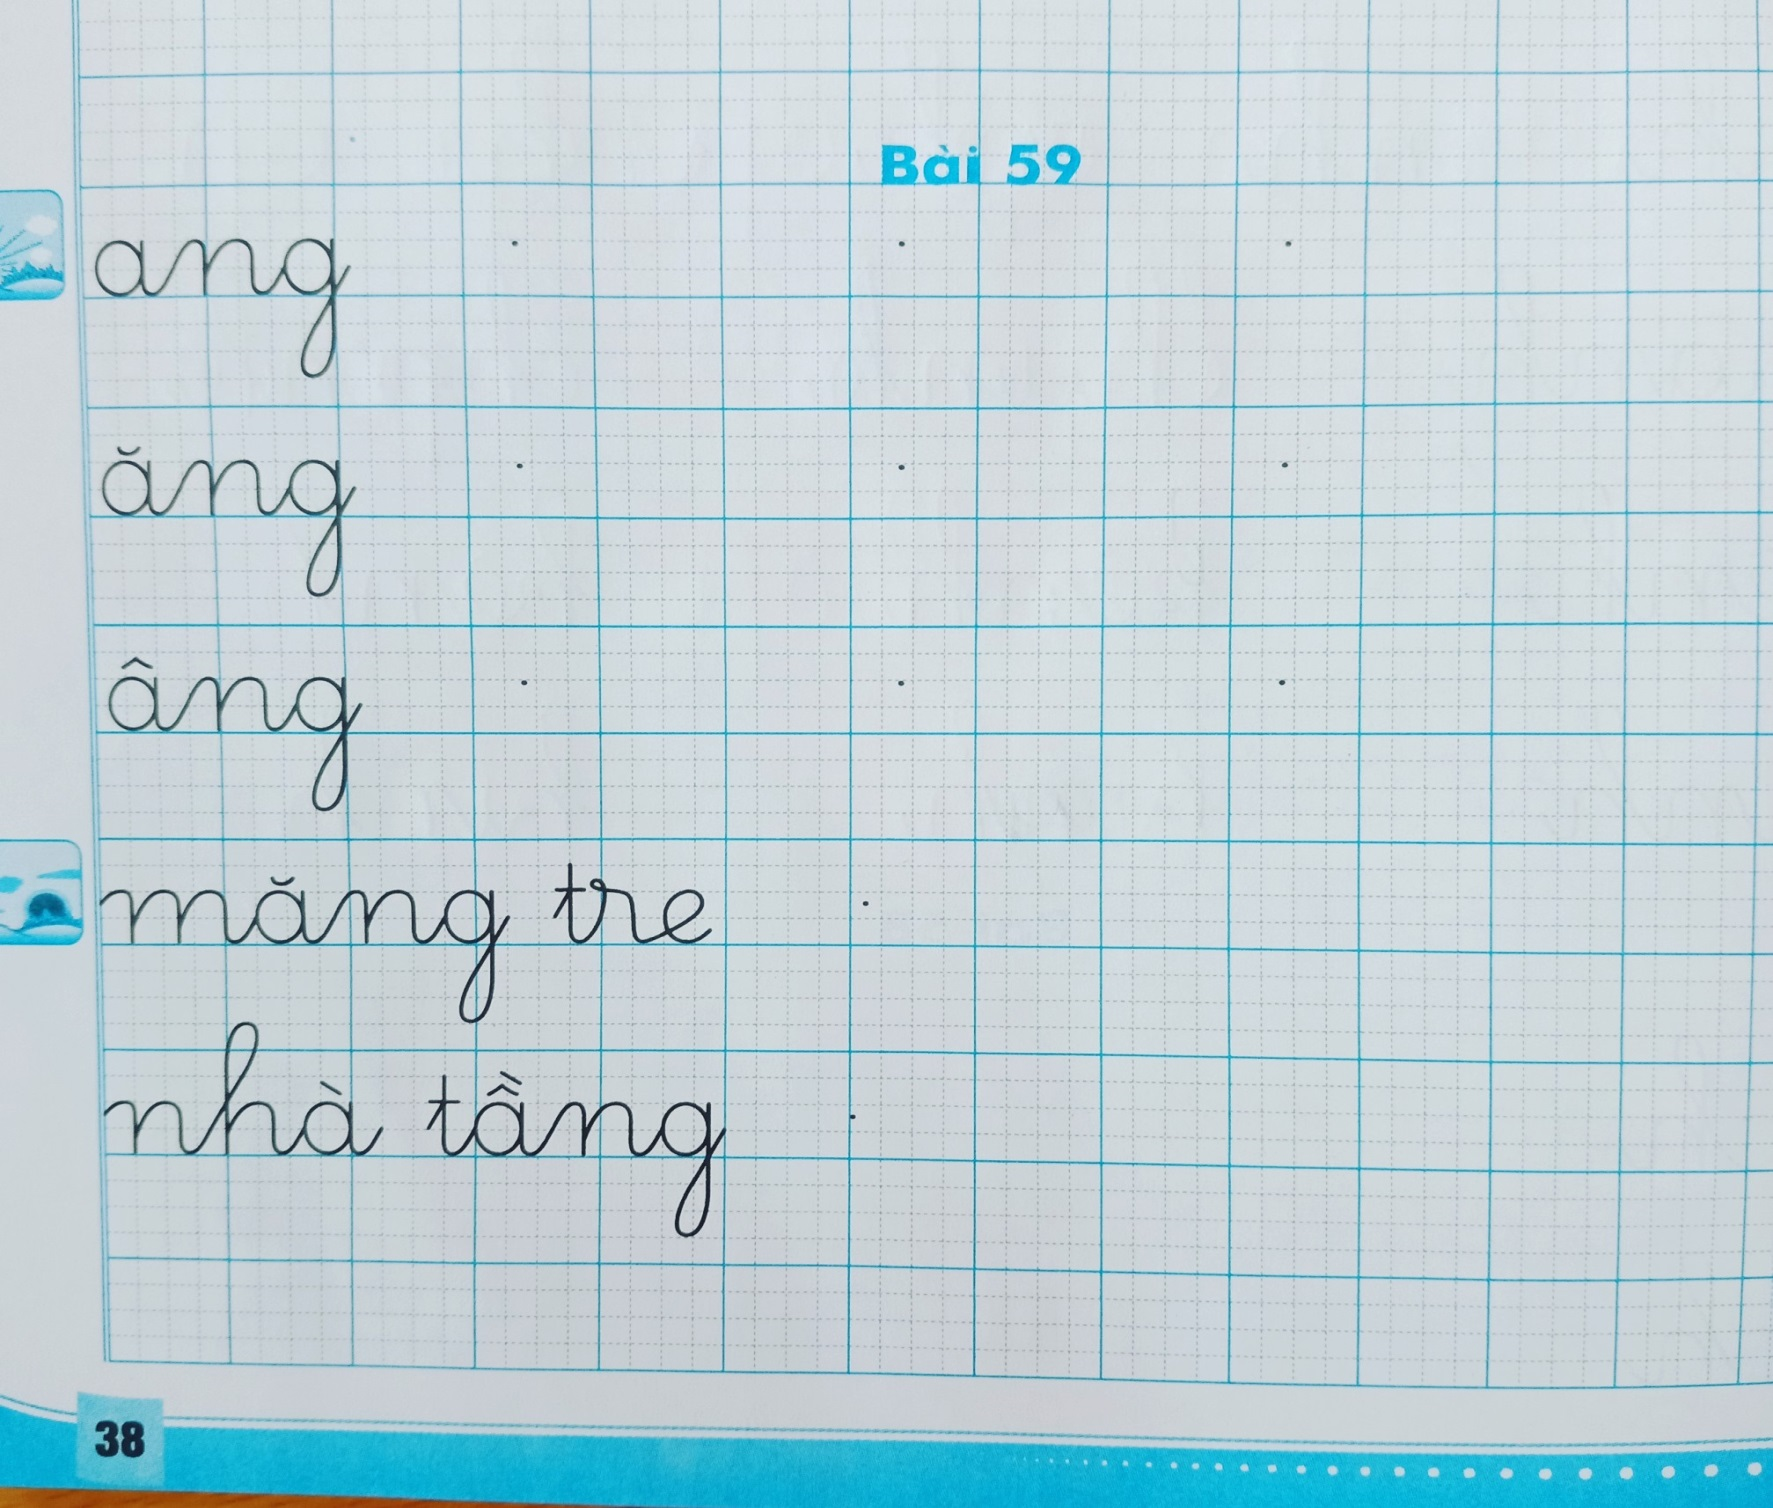 Bài 59
ang
ăng
âng
măng tre
nhà tầng
38